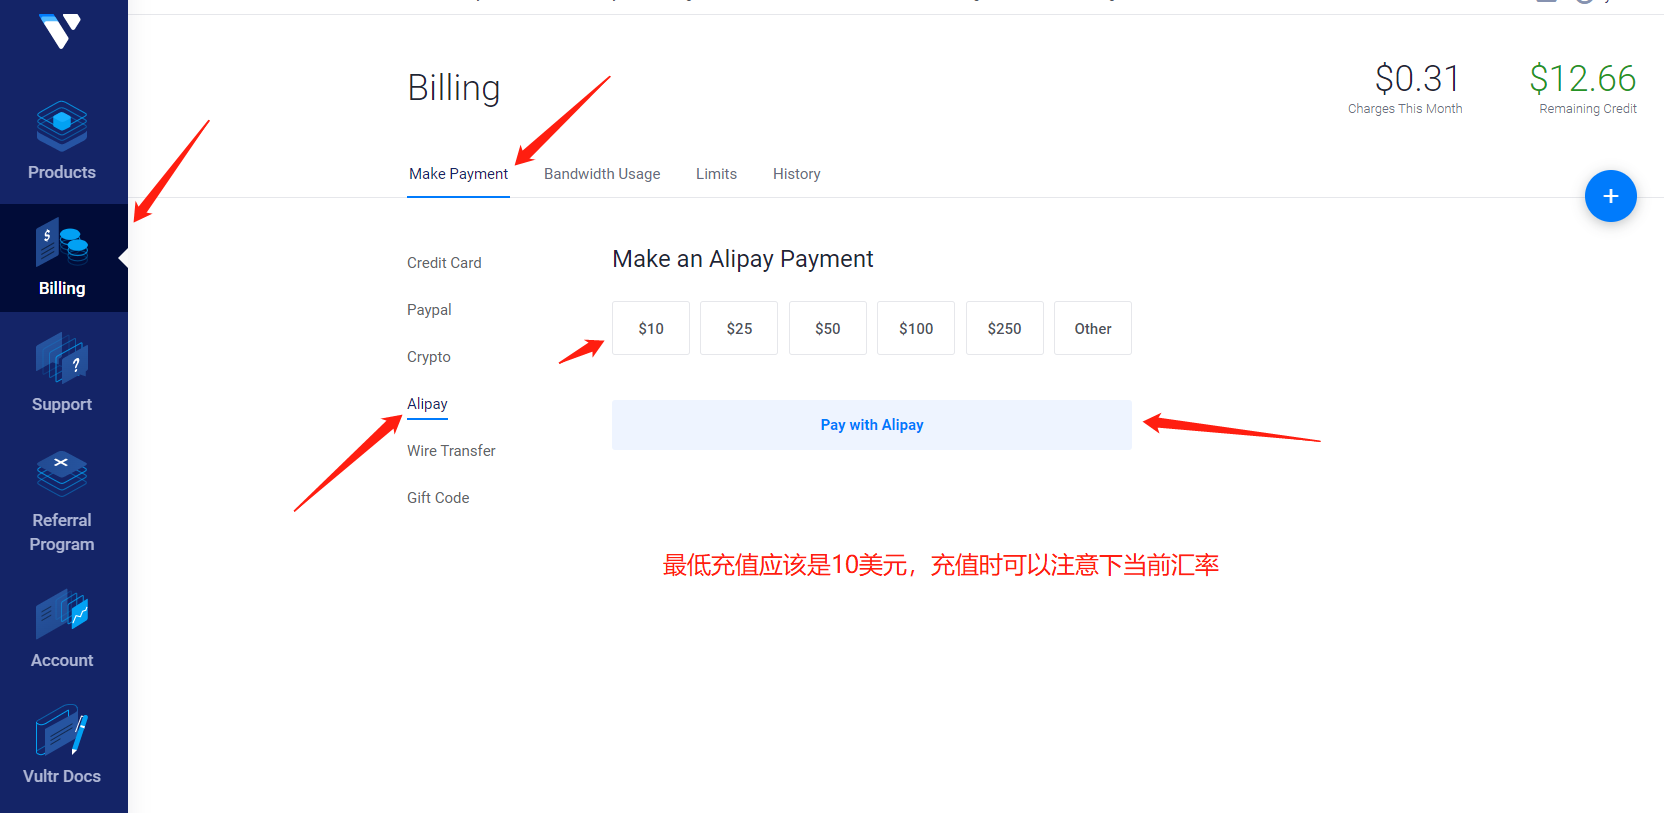 Billing
$0.31
Charges This Month
$12.66
Remaining Credit
Make Payment
Bandwidth Usage
Limits
History
+
Products
$
Billing
?
Support
Referral
Program
Account
Vultr Docs
Credit Card
Paypal
Crypto
Alipay
Wire Transfer
Gift Code
Make an Alipay Payment
$10
$25
$50
$100
$250
Other
Pay with Alipay
最低充值应该是10美元，充值时可以注意下当前汇率